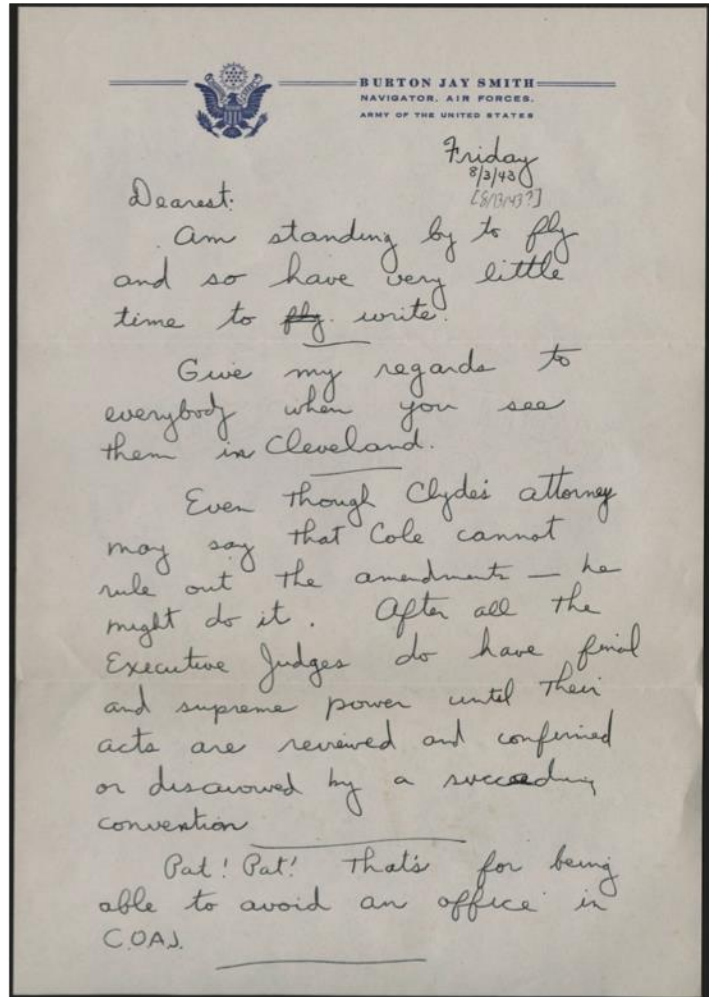 BURTON JAY SMITH
NAVIGATOR, AIR FORCES.
ARMY OF THE UNITED STATES
Friday
8/3/43
[8/13/43?]
Dearest:
Am standing by to fly
and so have very little
time to fly. write.
Give my regards to
everybody when you see
them in Cleveland.
Even though Clyde's attorney
may say that Cole cannot
rule out the amendments — he
might do it. After all the
Executive Judges do have final
and supreme power until their
acts are reviewed and confirmed
or disavowed by a succeeding
convention
Pat! Pat! That's for being
able to avoid an office in
C.OAJ.